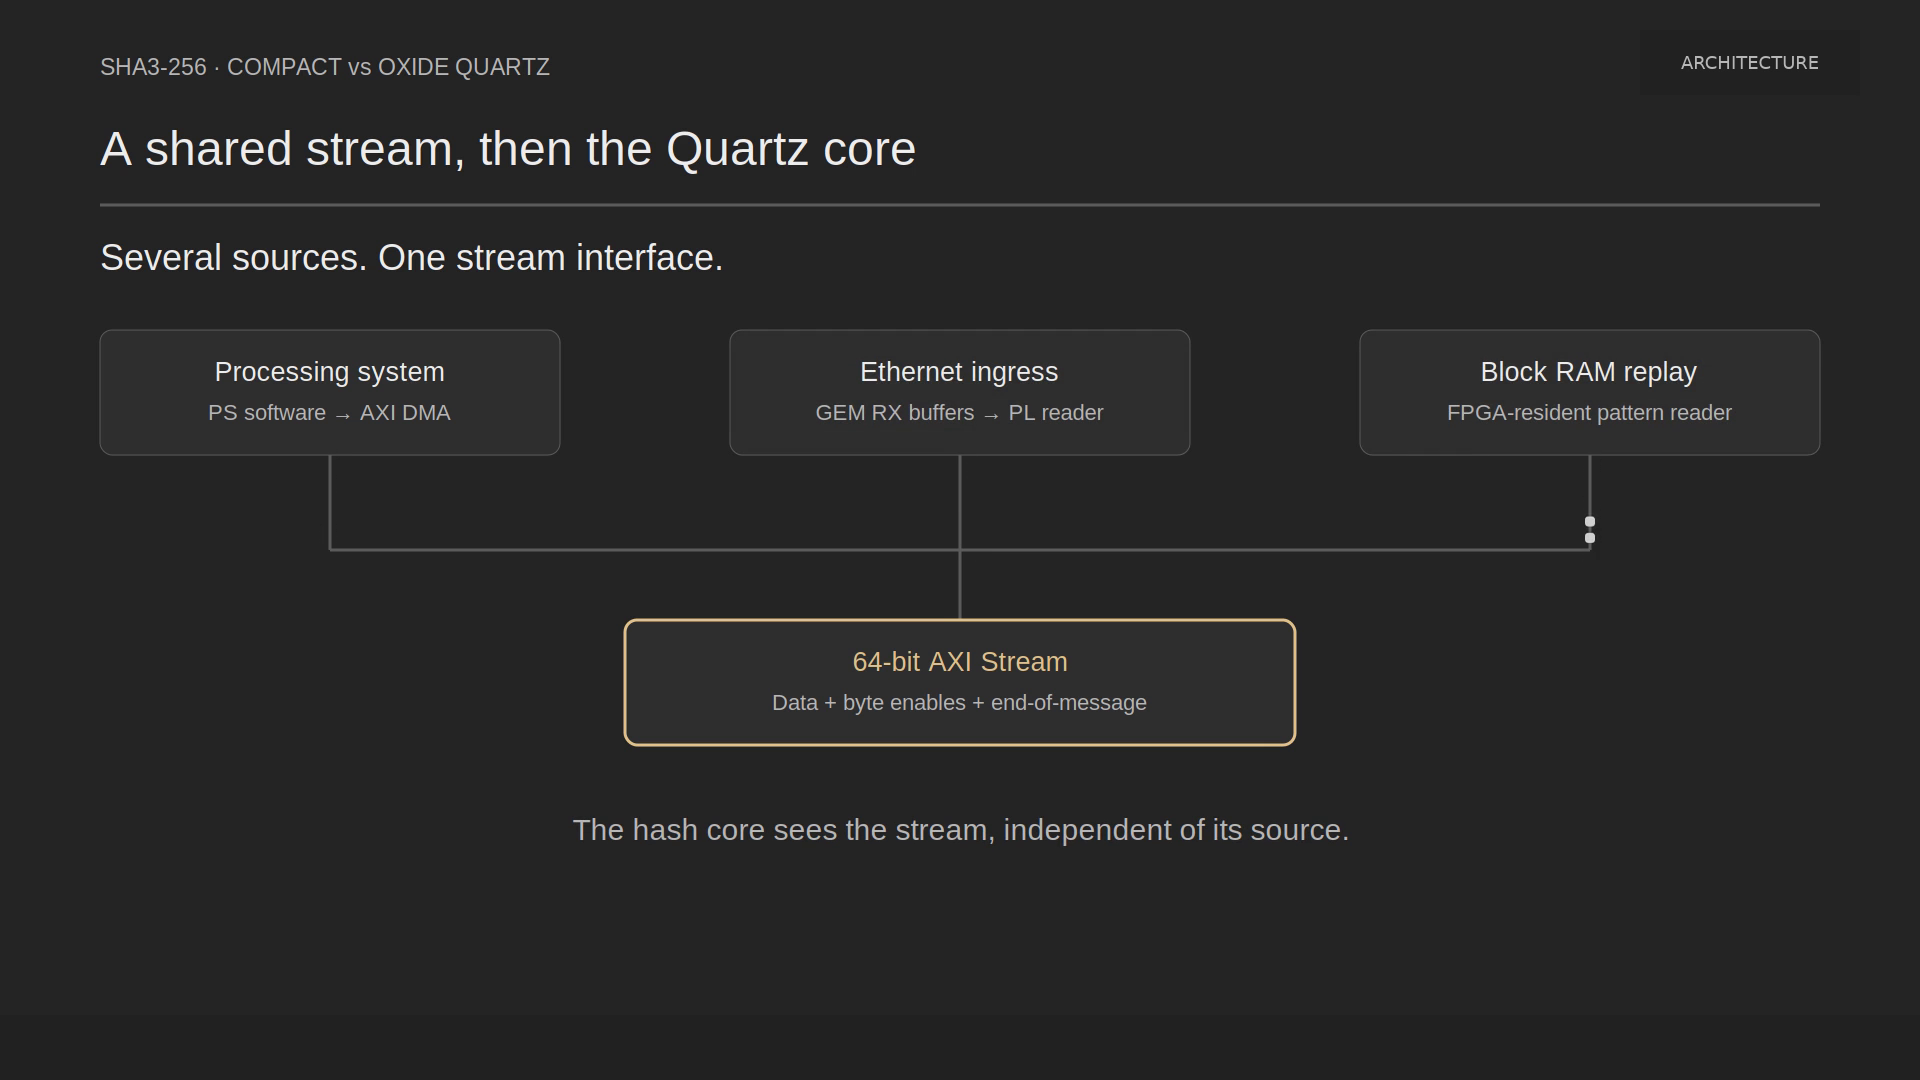 SHA3-256 · COMPACT vs OXIDE QUARTZ
ARCHITECTURE
A shared stream, then the Quartz core
Several sources. One stream interface.
Processing system
PS software → AXI DMA
Ethernet ingress
GEM RX buffers → PL reader
Block RAM replay
FPGA-resident pattern reader
64-bit AXI Stream
Data + byte enables + end-of-message
The hash core sees the stream, independent of its source.